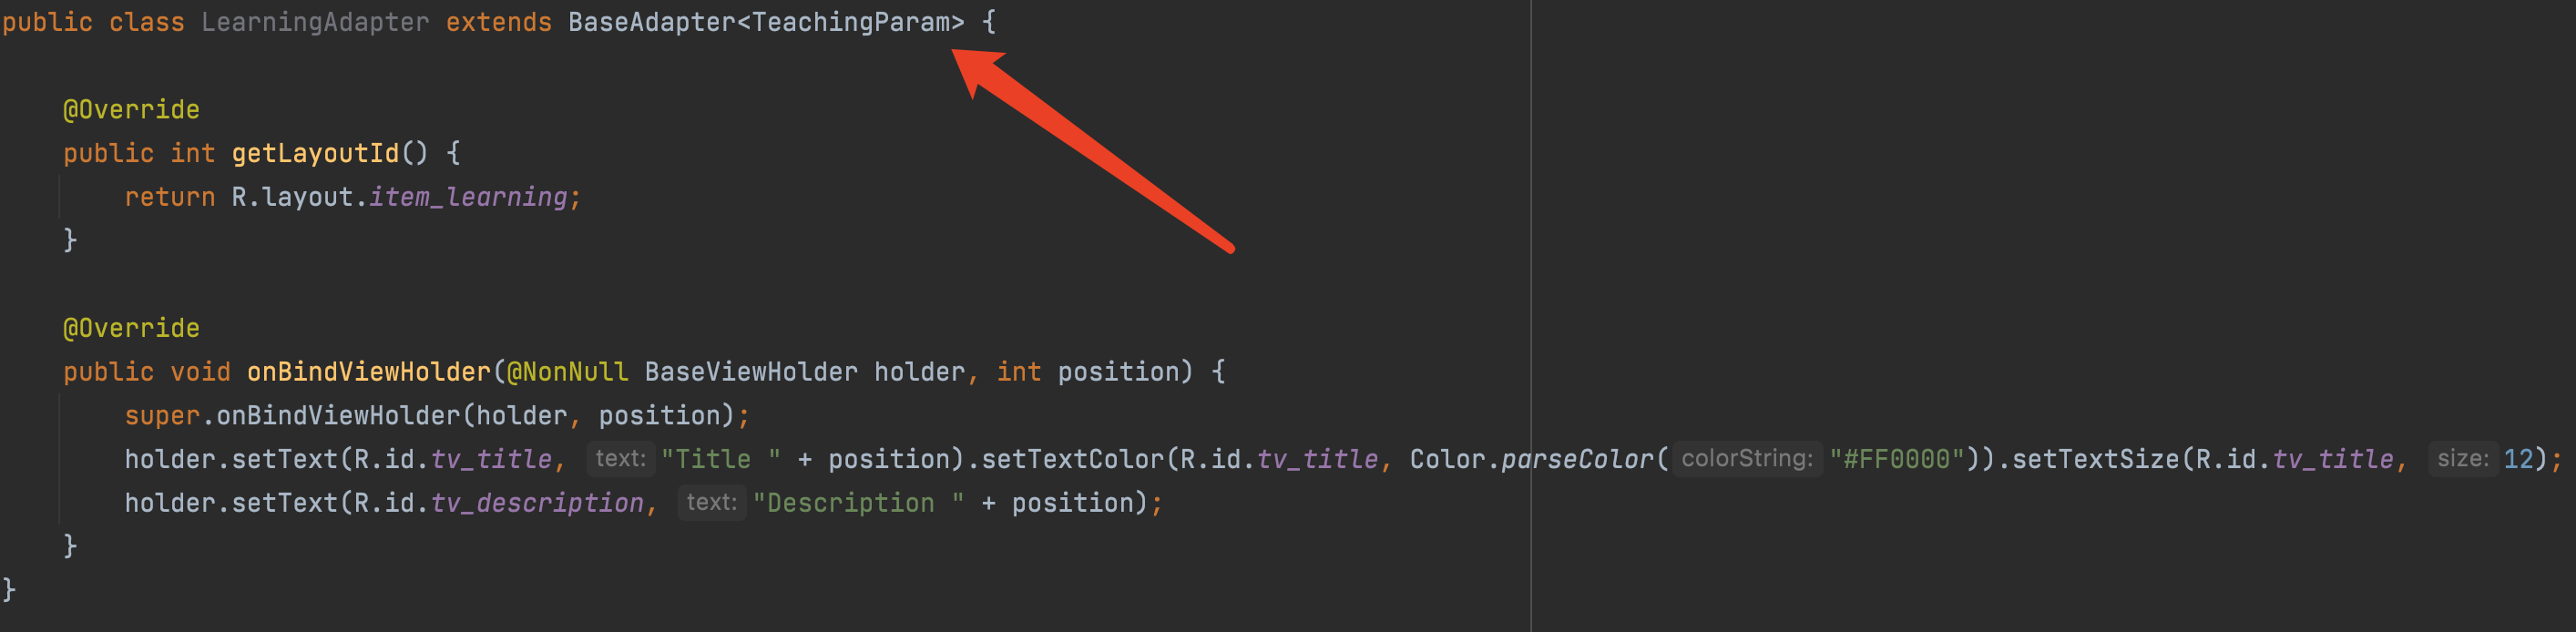 public class LearningAdapter extends BaseAdapter<TeachingParam> {
@Override
public int getLayoutId() {
return R.layout.item_learning;
}
@Override
public void onBindViewHolder(@NonNull BaseViewHolder holder, int position) {
super.onBindViewHolder(holder, position);
holder.setText(R.id.tv_title, text: "Title " + position).setTextColor(R.id.tv_title, Color.parseColor( colorString: "#FF0000")).setTextSize(R.id.tv_title, size: 12);
holder.setText(R.id.tv_description, text: "Description " + position);
}
}